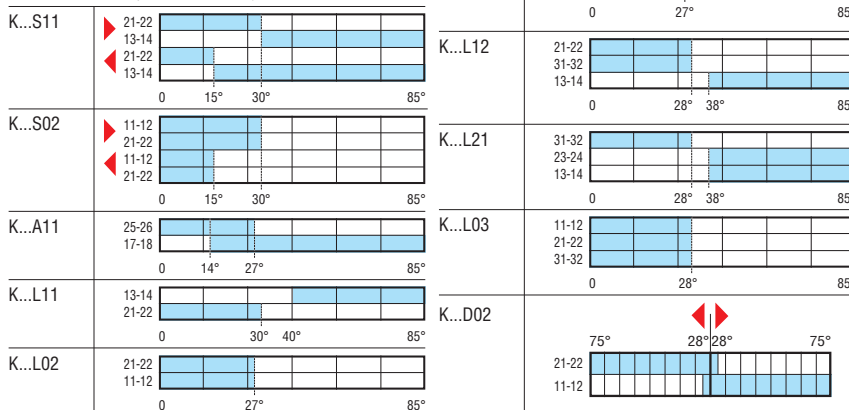 K...S11
21-22
13-14
21-22
13-14
0 15° 30° 85°
K...S02
11-12
21-22
11-12
21-22
0 15° 30° 85°
K...A11
25-26
17-18
0 14° 27° 85°
K...L11
13-14
21-22
0 30° 40° 85°
K...L02
21-22
11-12
0 27° 85°
0 27° 85
K...L12
21-22
31-32
13-14
0 28° 38° 85
K...L21
31-32
23-24
13-14
0 28° 38° 85
K...L03
11-12
21-22
31-32
0 28° 85
K...D02
75° 28° 28° 75°
21-22
11-12